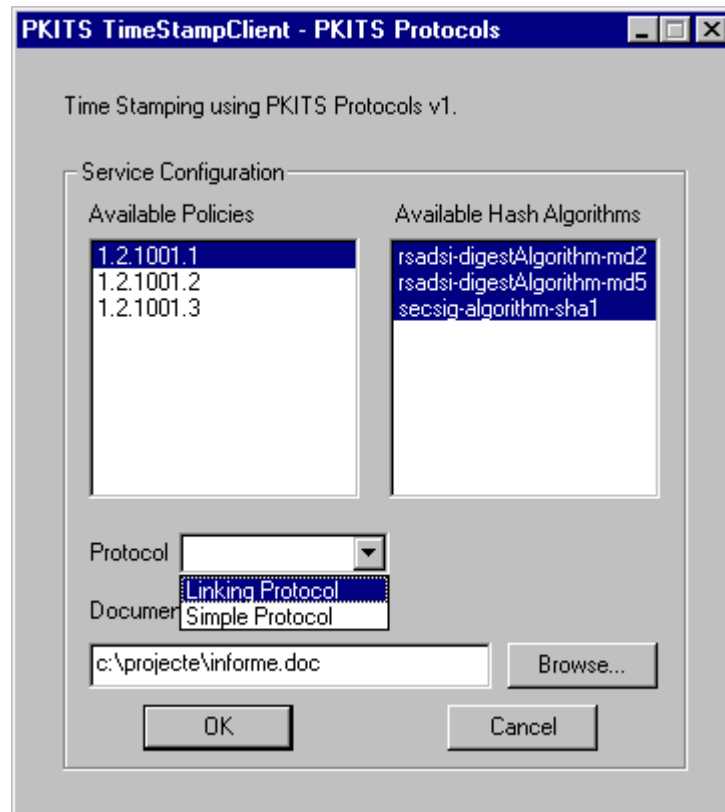 PKITS TimeStampClient - PKITS Protocols
Time Stamping using PKITS Protocols v1.
Service Configuration
Available Policies
1.2.1001.1
1.2.1001.2
1.2.1001.3
Available Hash Algorithms
rsadsi-digestAlgorithm-md2
rsadsi-digestAlgorithm-md5
secsig-algorithm-sha1
Protocol
Linking Protocol
Simple Protocol
Documen
c:\projecte\informe.doc
Browse...
OK
Cancel